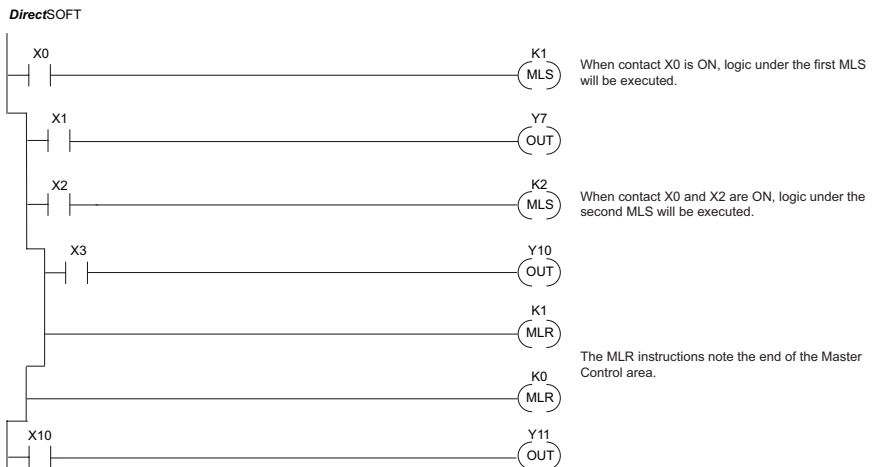 DirectSOFT
X0
K1
MLS
When contact X0 is ON, logic under the first MLS
will be executed.
X1
Y7
OUT
X2
K2
MLS
When contact X0 and X2 are ON, logic under the
second MLS will be executed.
X3
Y10
OUT
K1
MLR
The MLR instructions note the end of the Master
Control area.
K0
MLR
X10
Y11
OUT